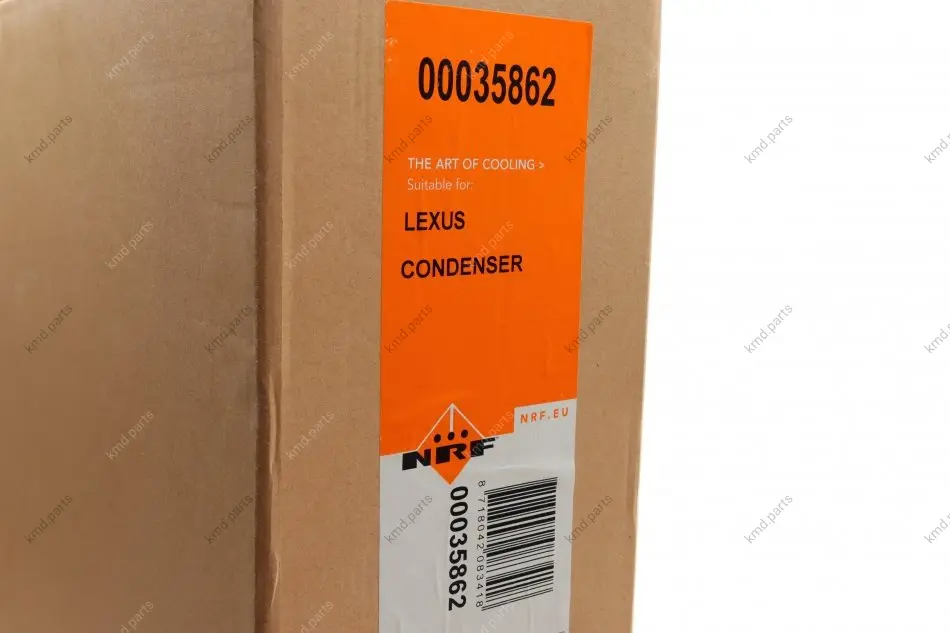 00035862
THE ART OF COOLING >
Suitable for:
LEXUS
CONDENSER
NRF.EU
NRF
00035862
8 718042 083418
kmd.parts